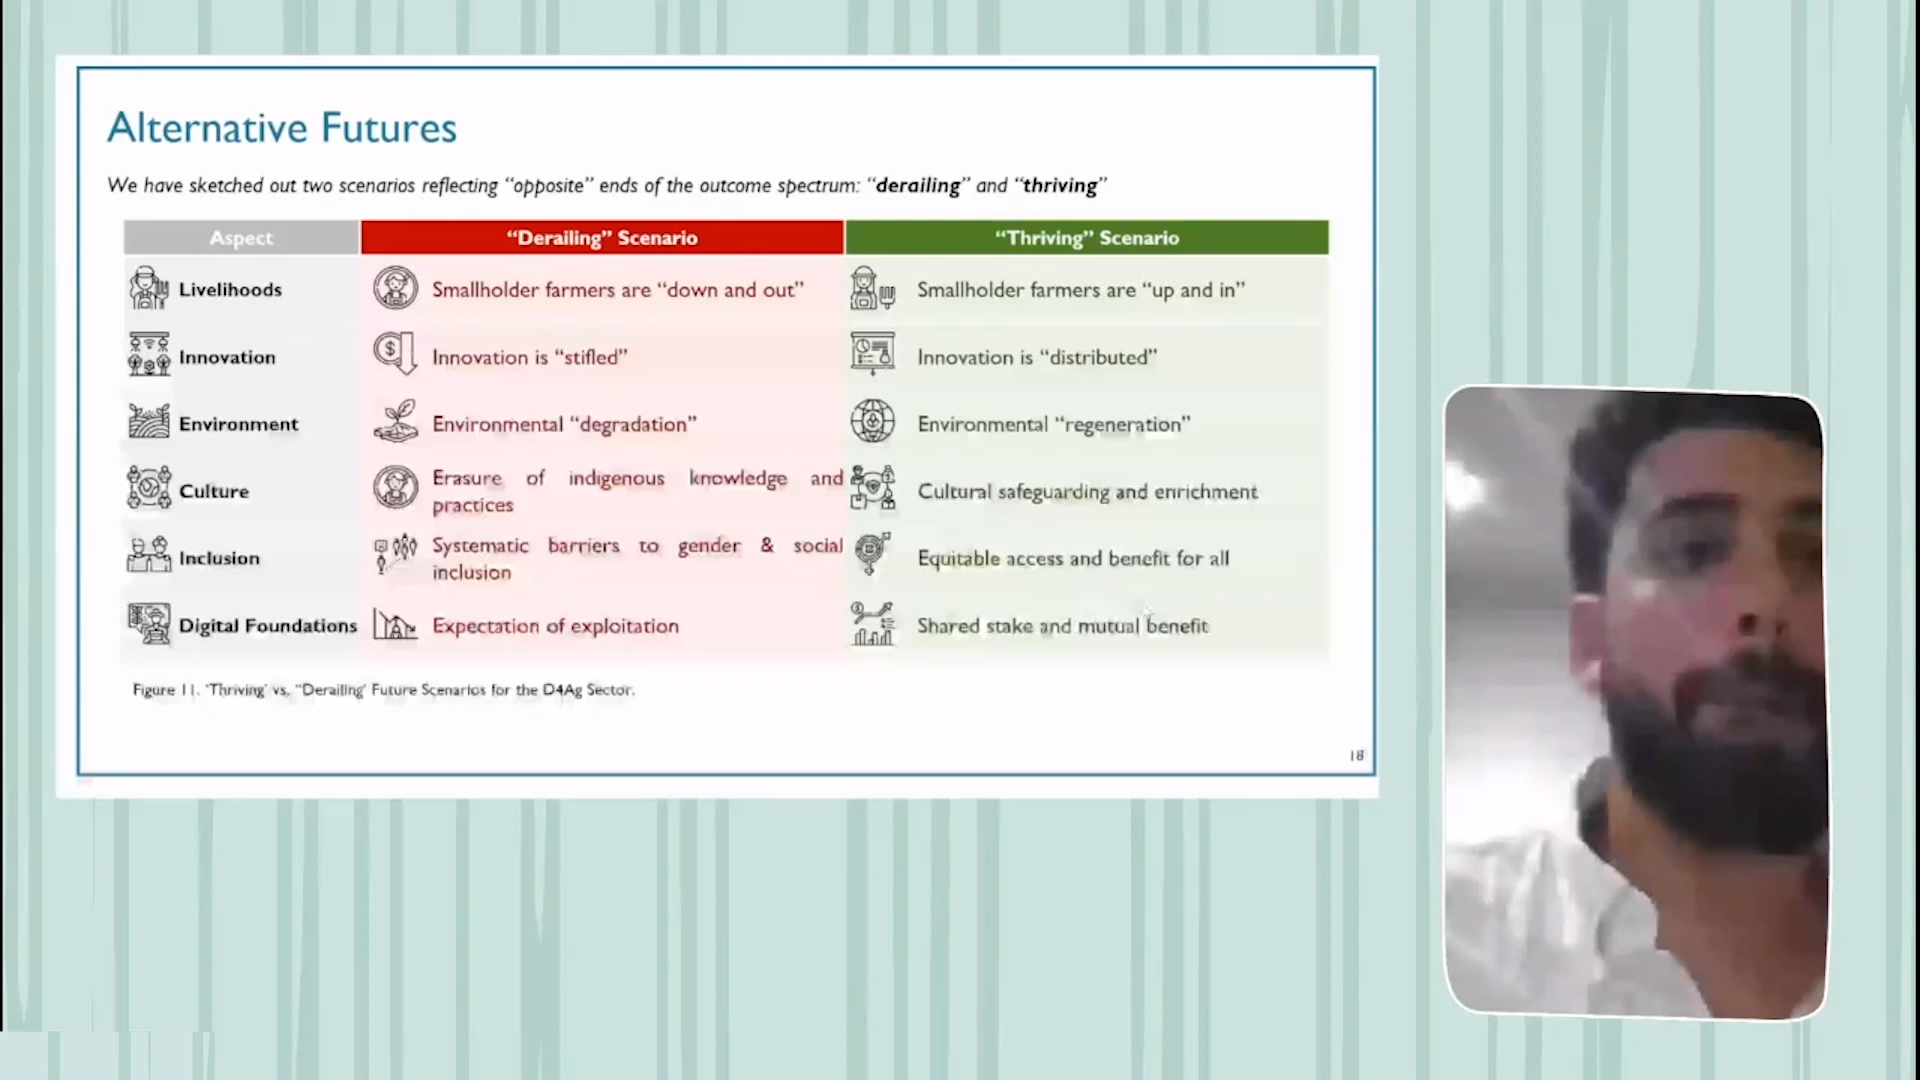 Alternative Futures
We have sketched out two scenarios reflecting “opposite” ends of the outcome spectrum: “derailing” and “thriving”
Aspect “Derailing” Scenario “Thriving” Scenario
Livelihoods Smallholder farmers are “down and out” Smallholder farmers are “up and in”
Innovation Innovation is “stifled” Innovation is “distributed”
Environment Environmental “degradation” Environmental “regeneration”
Culture Erasure of indigenous knowledge and
practices Cultural safeguarding and enrichment
Inclusion Systematic barriers to gender & social
inclusion Equitable access and benefit for all
Digital Foundations Expectation of exploitation Shared stake and mutual benefit
Figure 11. 'Thriving' vs. “Derailing' Future Scenarios for the D4Ag Sector.
18